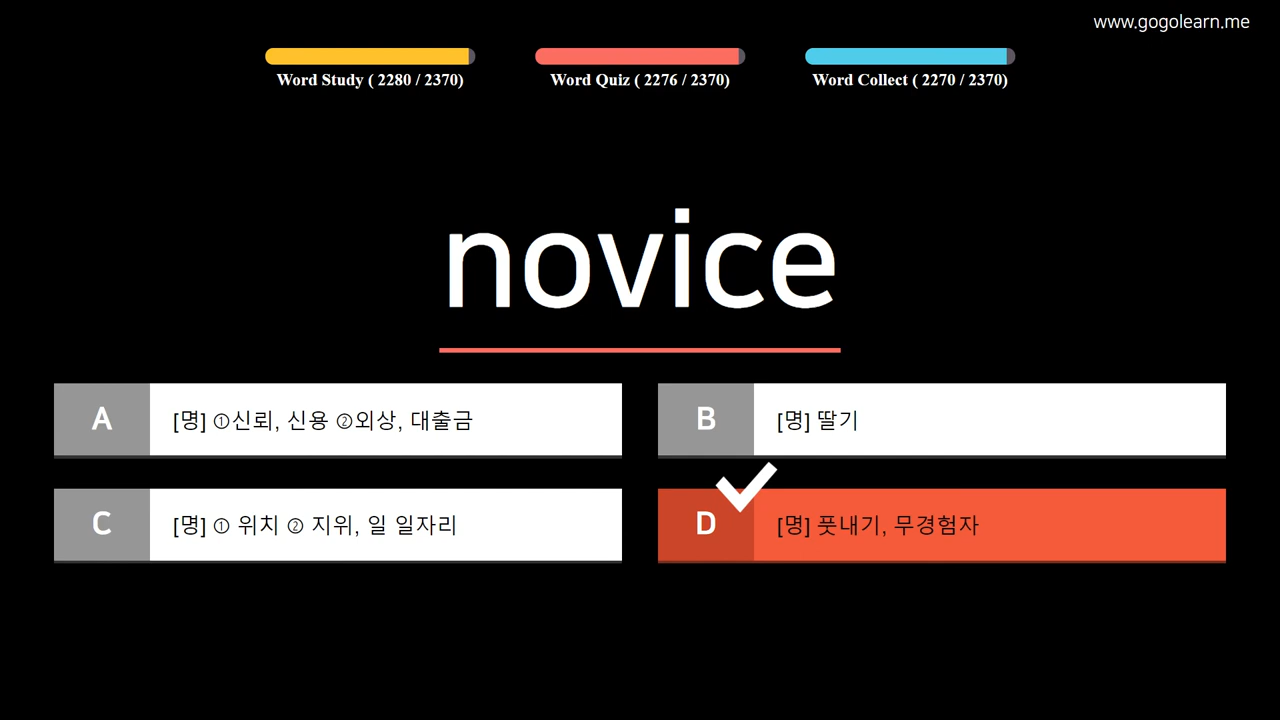 www.gogolearn.me
Word Study ( 2280 / 2370)
Word Quiz ( 2276 / 2370)
Word Collect ( 2270 / 2370)
novice
A
[명] ①신뢰, 신용 ②외상, 대출금
B
[명] 딸기
C
[명] ① 위치 ② 지위, 일 일자리
D
[명] 풋내기, 무경험자